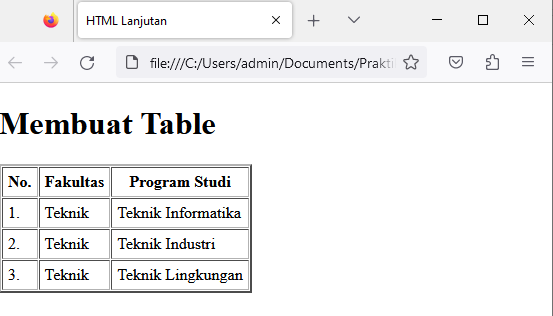 HTML Lanjutan
file:///C:/Users/admin/Documents/Prakti
Membuat Table
No. Fakultas Program Studi
1. Teknik Teknik Informatika
2. Teknik Teknik Industri
3. Teknik Teknik Lingkungan